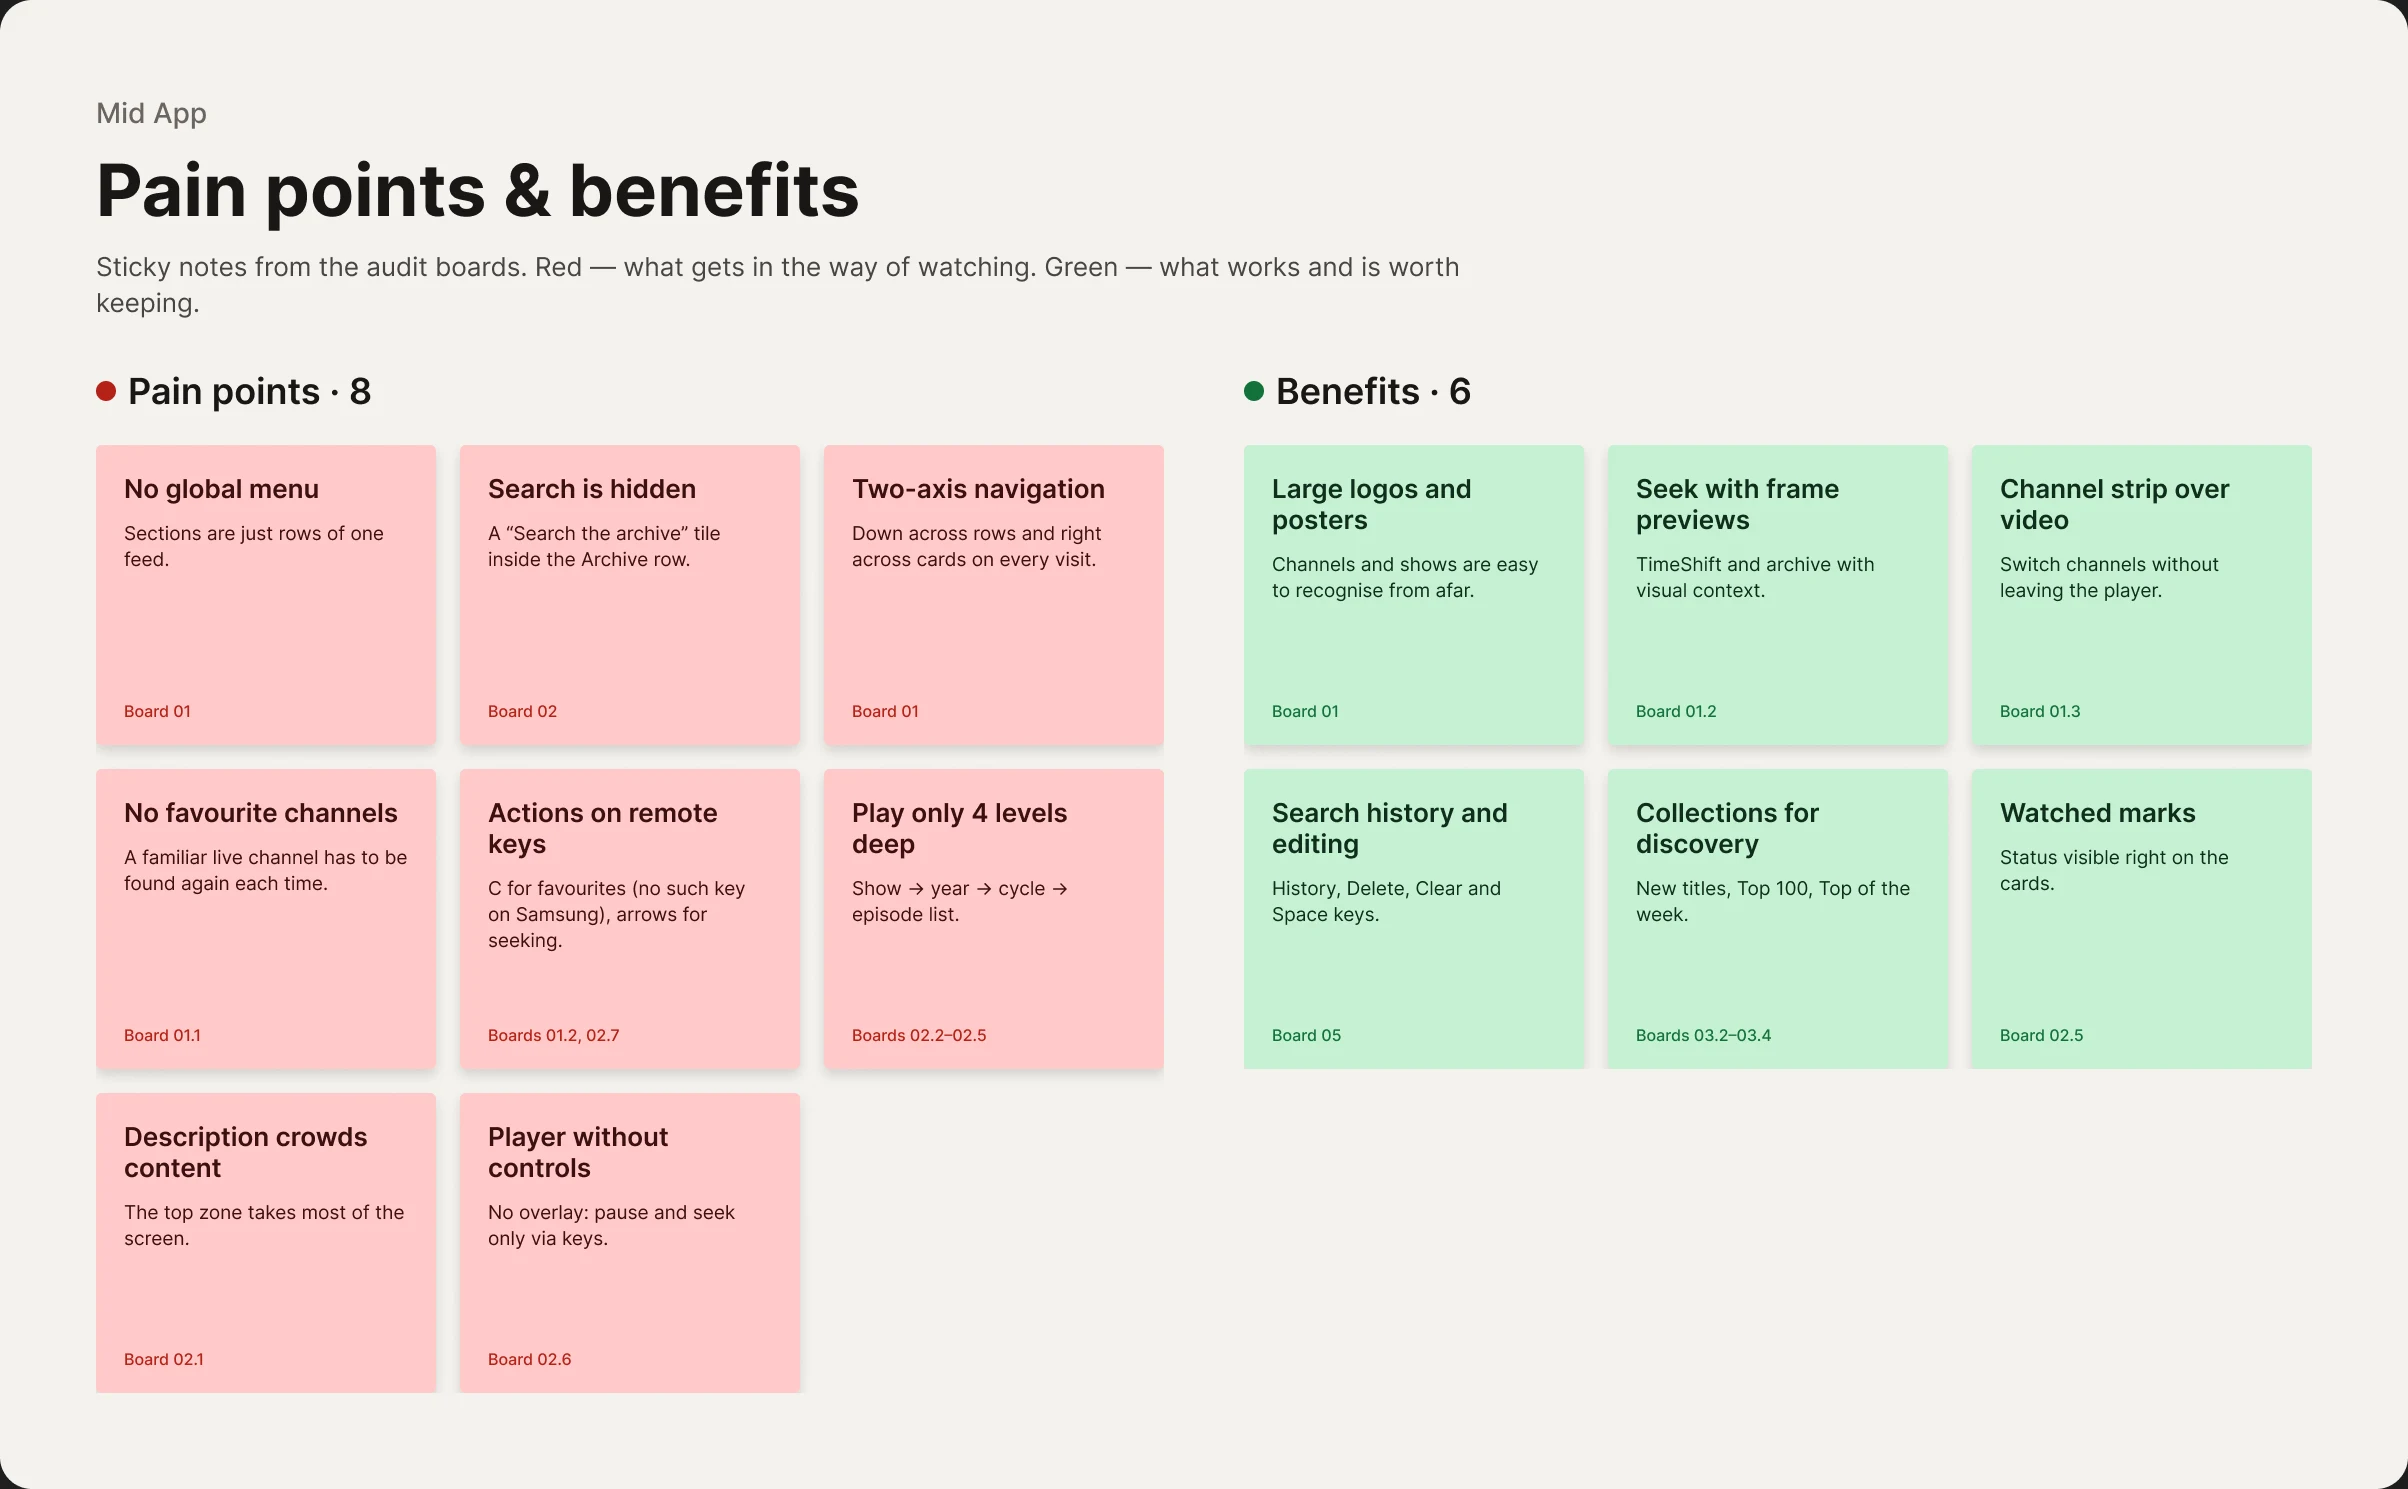 Mid App
Pain points & benefits
Sticky notes from the audit boards. Red — what gets in the way of watching. Green — what works and is worth
keeping.
Pain points · 8
No global menu
Sections are just rows of one
feed.
Board 01
Search is hidden
A “Search the archive” tile
inside the Archive row.
Board 02
Two-axis navigation
Down across rows and right
across cards on every visit.
Board 01
No favourite channels
A familiar live channel has to be
found again each time.
Board 01.1
Actions on remote
keys
C for favourites (no such key
on Samsung), arrows for
seeking.
Boards 01.2, 02.7
Play only 4 levels
deep
Show → year → cycle →
episode list.
Boards 02.2–02.5
Description crowds
content
The top zone takes most of the
screen.
Board 02.1
Player without
controls
No overlay: pause and seek
only via keys.
Board 02.6
Benefits · 6
Large logos and
posters
Channels and shows are easy
to recognise from afar.
Board 01
Seek with frame
previews
TimeShift and archive with
visual context.
Board 01.2
Channel strip over
video
Switch channels without
leaving the player.
Board 01.3
Search history and
editing
History, Delete, Clear and
Space keys.
Board 05
Collections for
discovery
New titles, Top 100, Top of the
week.
Boards 03.2–03.4
Watched marks
Status visible right on the
cards.
Board 02.5